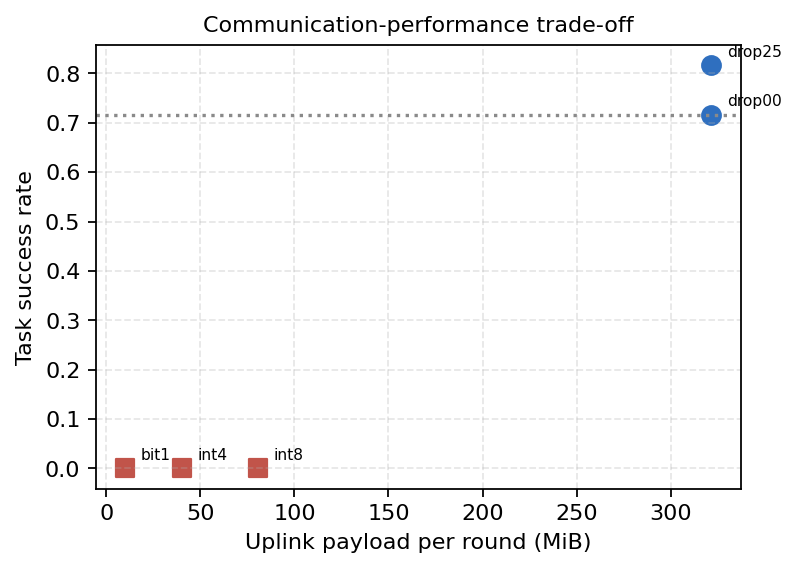 Communication-performance trade-off
drop25
drop00
0.8
0.7
0.6
0.5
0.4
0.3
0.2
0.1
0.0
Task success rate
bit1
int4
int8
0
50
100
150
200
250
300
Uplink payload per round (MiB)